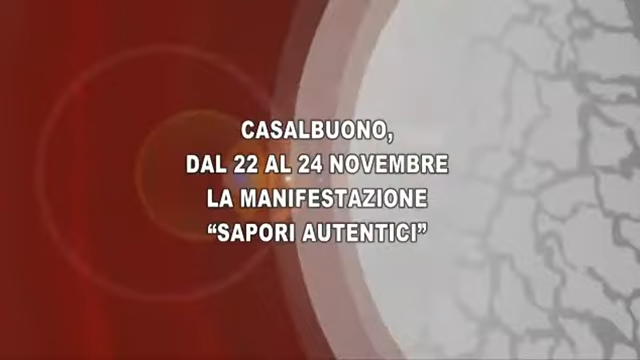 CASALBUONO,
DAL 22 AL 24 NOVEMBRE
LA MANIFESTAZIONE
“SAPORI AUTENTICI”